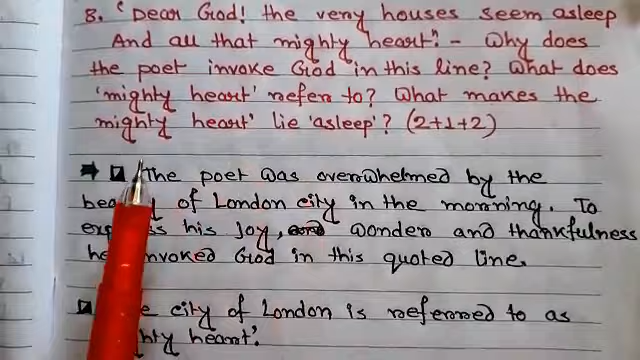 8. 'Dear God! the very houses seem asleep
And all that mighty heart". - Why does
the poet invoke God in this line? What does
'mighty heart' refer to? What makes the
mighty heart' lie 'asleep'? (2+1+2)
The poet was overwhelmed by the
of London city in the morning. To
his joy, wonder and thankfulness
invoked God in this quoted line.
city of London is referred to as
heart'.